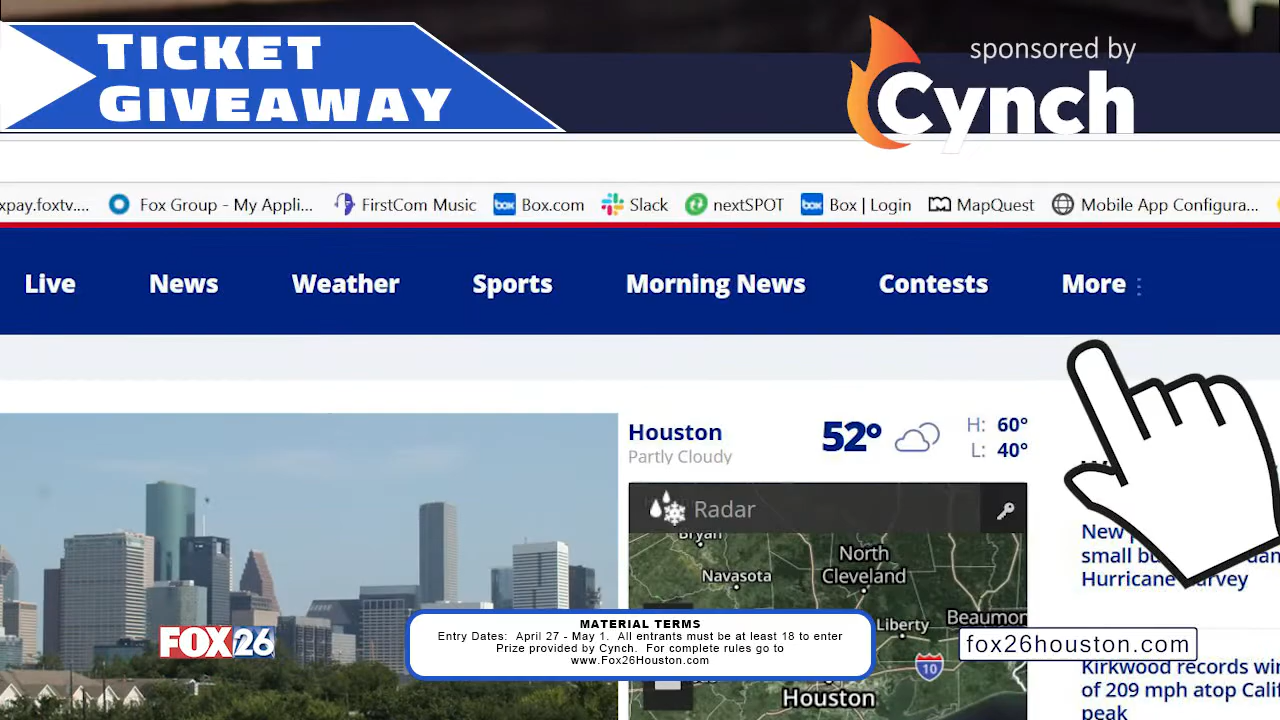 TICKET
GIVEAWAY
sponsored by
Cynch
xpay.foxtv.... Fox Group - My Appli... FirstCom Music Box.com Slack nextSPOT Box | Login MapQuest Mobile App Configura...
Live News Weather Sports Morning News Contests More
Houston 52° H: 60°
Partly Cloudy L: 40°
Radar
Bryan
North
Cleveland
Navasota
Beaumon
Liberty
10
Houston
New
small bu
Hurricane
Kirkwood records win
of 209 mph atop Calif
peak
FOX 26
MATERIAL TERMS
Entry Dates: April 27 - May 1. All entrants must be at least 18 to enter
Prize provided by Cynch. For complete rules go to
www.Fox26Houston.com
fox26houston.com